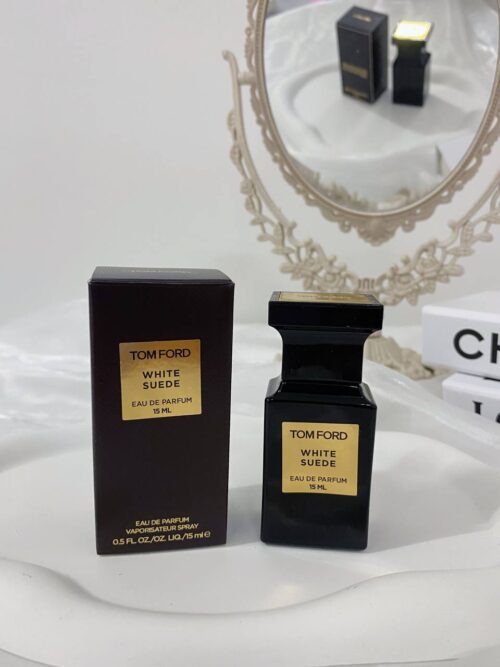 TOM FORD
WHITE
SUEDE
EAU DE PARFUM
15 ML
EAU DE PARFUM
VAPORISATEUR SPRAY
0.5 FL. OZ./OZ. LIQ./15 ml ℮
TOM FORD
WHITE
SUEDE
EAU DE PARFUM
15 ML
CH